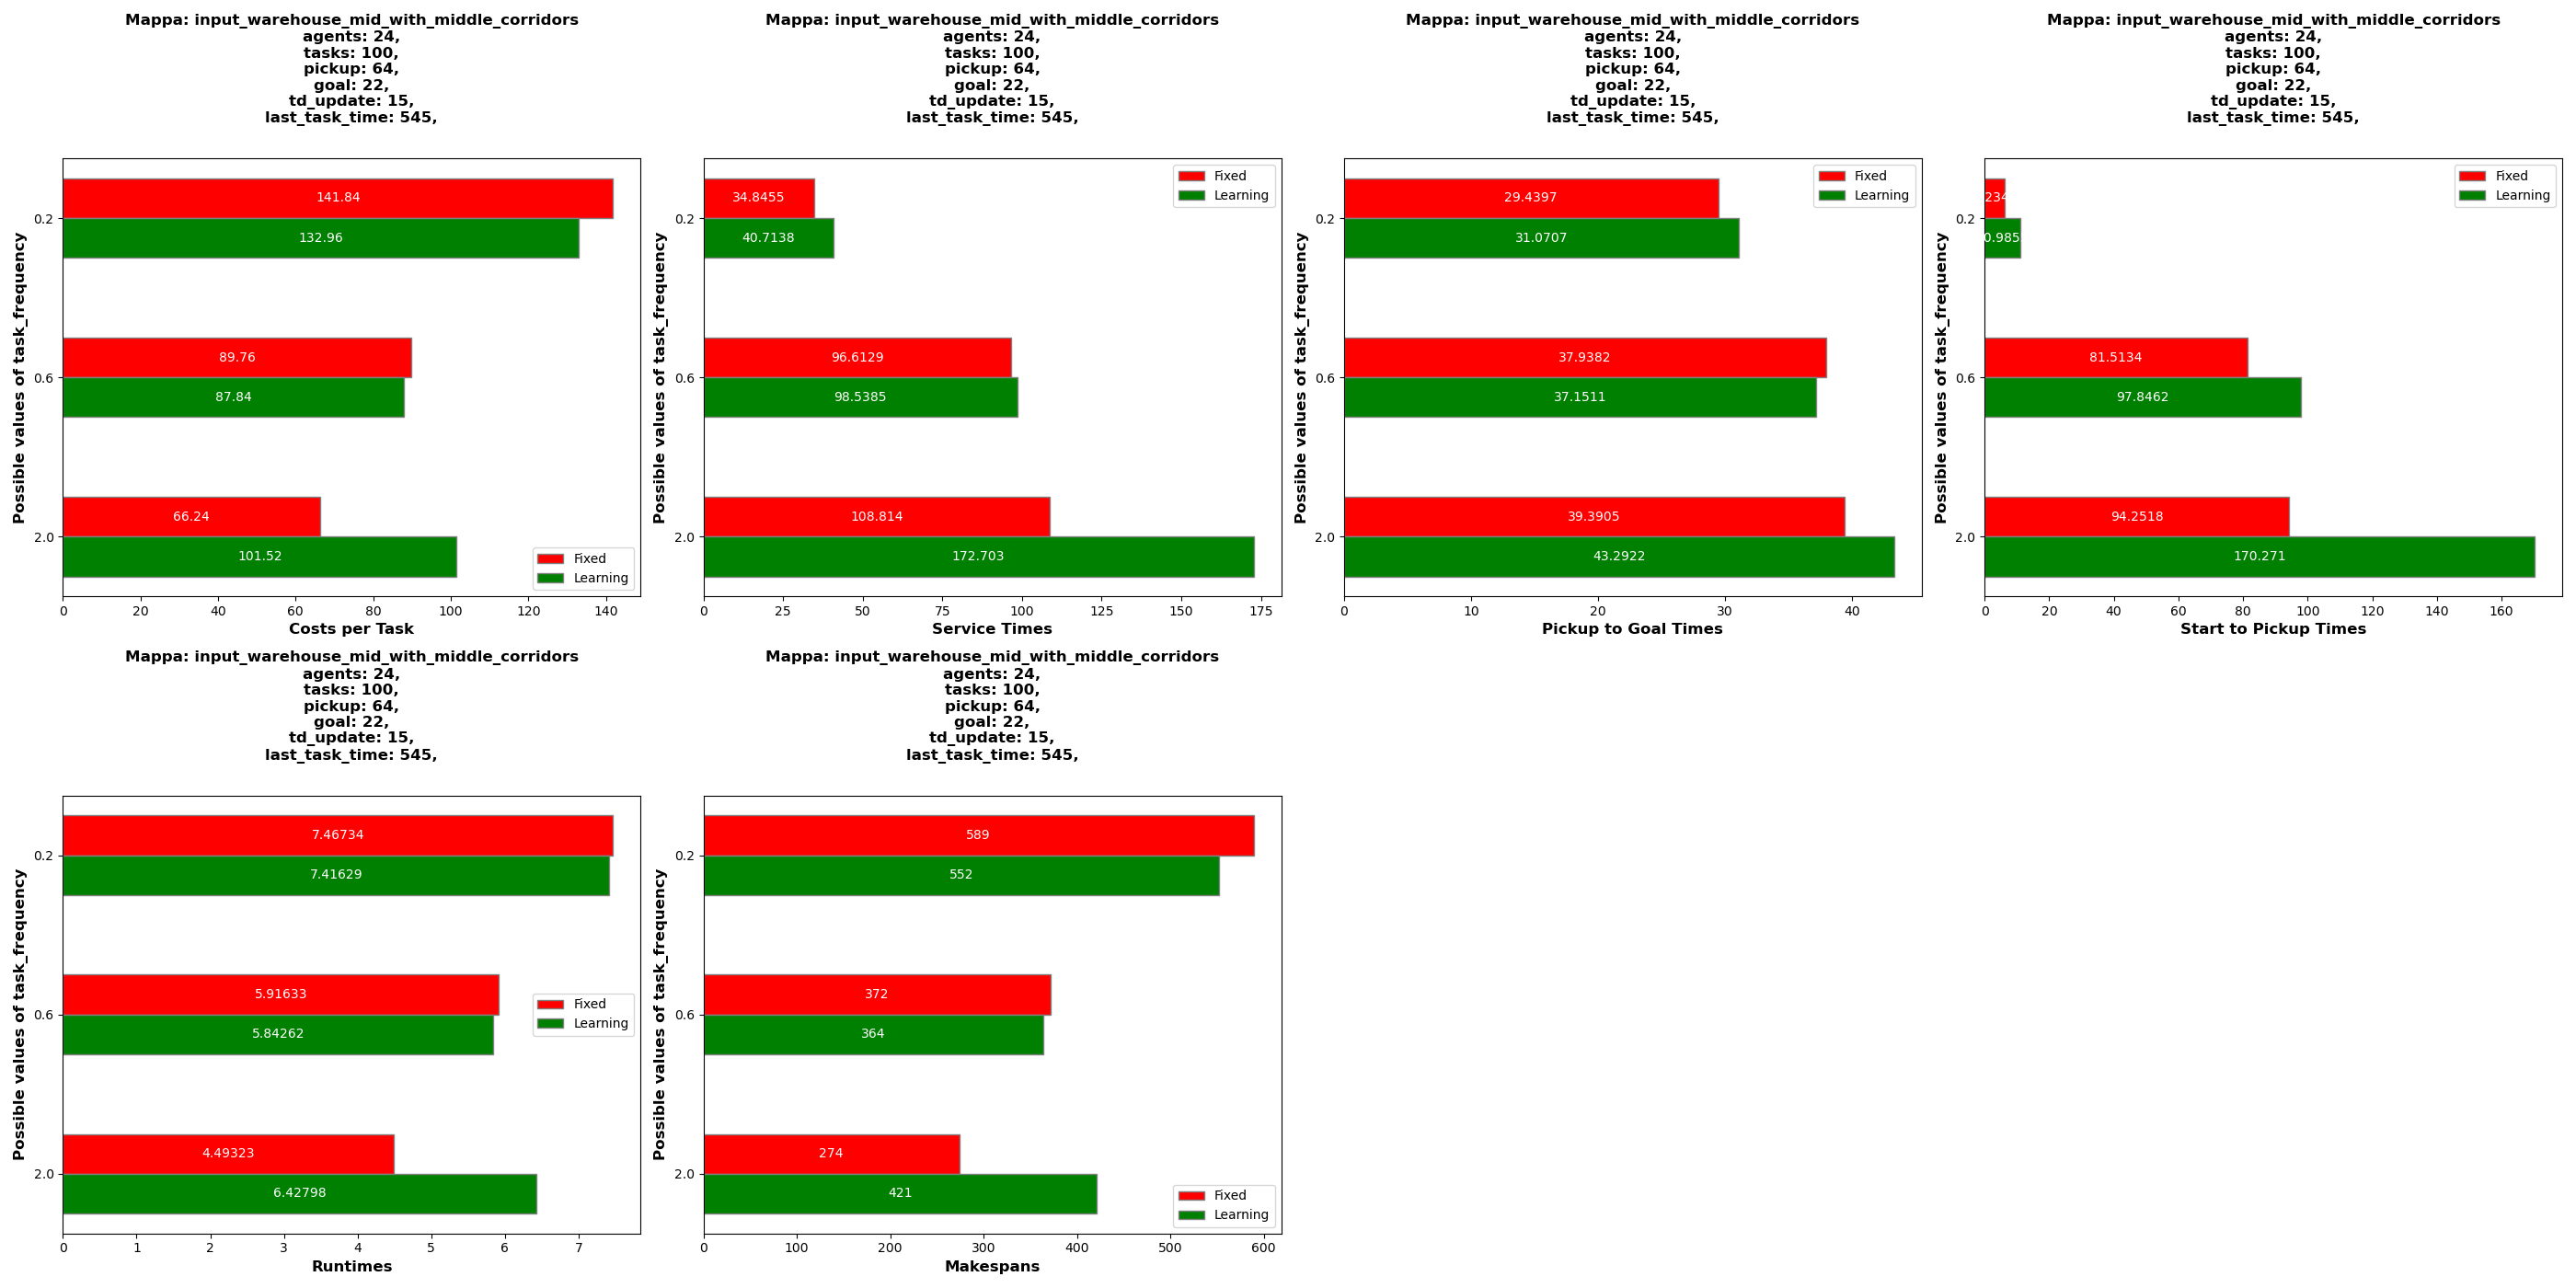 Mappa: input_warehouse_mid_with_middle_corridors
agents: 24,
tasks: 100,
pickup: 64,
goal: 22,
td_update: 15,
last_task_time: 545,
Possible values of task_frequency
0.2
0.6
2.0
141.84
132.96
89.76
87.84
66.24
101.52
Fixed
Learning
0 20 40 60 80 100 120 140
Costs per Task
Mappa: input_warehouse_mid_with_middle_corridors
agents: 24,
tasks: 100,
pickup: 64,
goal: 22,
td_update: 15,
last_task_time: 545,
Possible values of task_frequency
Fixed
Learning
0.2
0.6
2.0
34.8455
40.7138
96.6129
98.5385
108.814
172.703
0 25 50 75 100 125 150 175
Service Times
Mappa: input_warehouse_mid_with_middle_corridors
agents: 24,
tasks: 100,
pickup: 64,
goal: 22,
td_update: 15,
last_task_time: 545,
Possible values of task_frequency
Fixed
Learning
0.2
0.6
2.0
29.4397
31.0707
37.9382
37.1511
39.3905
43.2922
0 10 20 30 40
Pickup to Goal Times
Mappa: input_warehouse_mid_with_middle_corridors
agents: 24,
tasks: 100,
pickup: 64,
goal: 22,
td_update: 15,
last_task_time: 545,
Possible values of task_frequency
Fixed
Learning
0.2
0.6
2.0
81.5134
97.8462
94.2518
170.271
0 20 40 60 80 100 120 140 160
Start to Pickup Times
Mappa: input_warehouse_mid_with_middle_corridors
agents: 24,
tasks: 100,
pickup: 64,
goal: 22,
td_update: 15,
last_task_time: 545,
Possible values of task_frequency
0.2
0.6
2.0
7.46734
7.41629
5.91633
5.84262
4.49323
6.42798
Fixed
Learning
0 1 2 3 4 5 6 7
Runtimes
Mappa: input_warehouse_mid_with_middle_corridors
agents: 24,
tasks: 100,
pickup: 64,
goal: 22,
td_update: 15,
last_task_time: 545,
Possible values of task_frequency
0.2
0.6
2.0
589
552
372
364
274
421
Fixed
Learning
0 100 200 300 400 500 600
Makespans